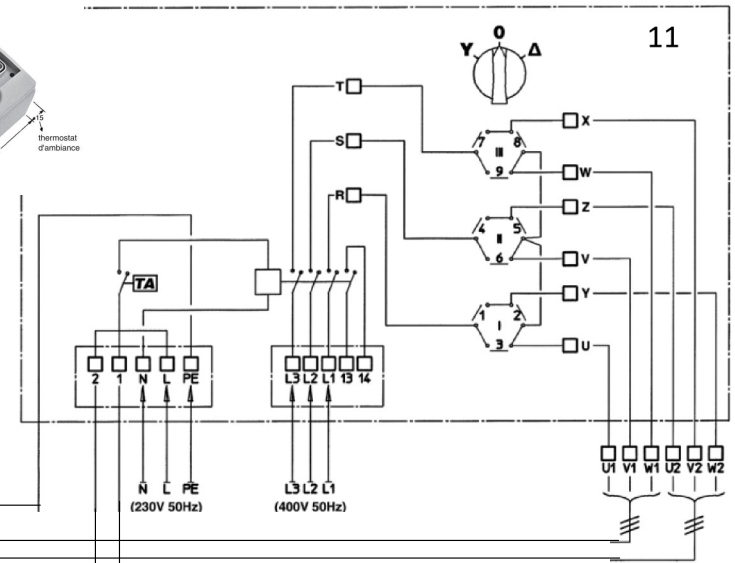 11
Y 0 Δ
15
thermostat
d'ambiance
T
S
R
7 8
III
9
4 5
II
6
1 2
I
3
X
W
Z
V
Y
U
TA
2 1 N L PE
L3 L2 L1 13 14
N L PE
(230V 50Hz)
L3 L2 L1
(400V 50Hz)
U1 V1 W1 U2 V2 W2